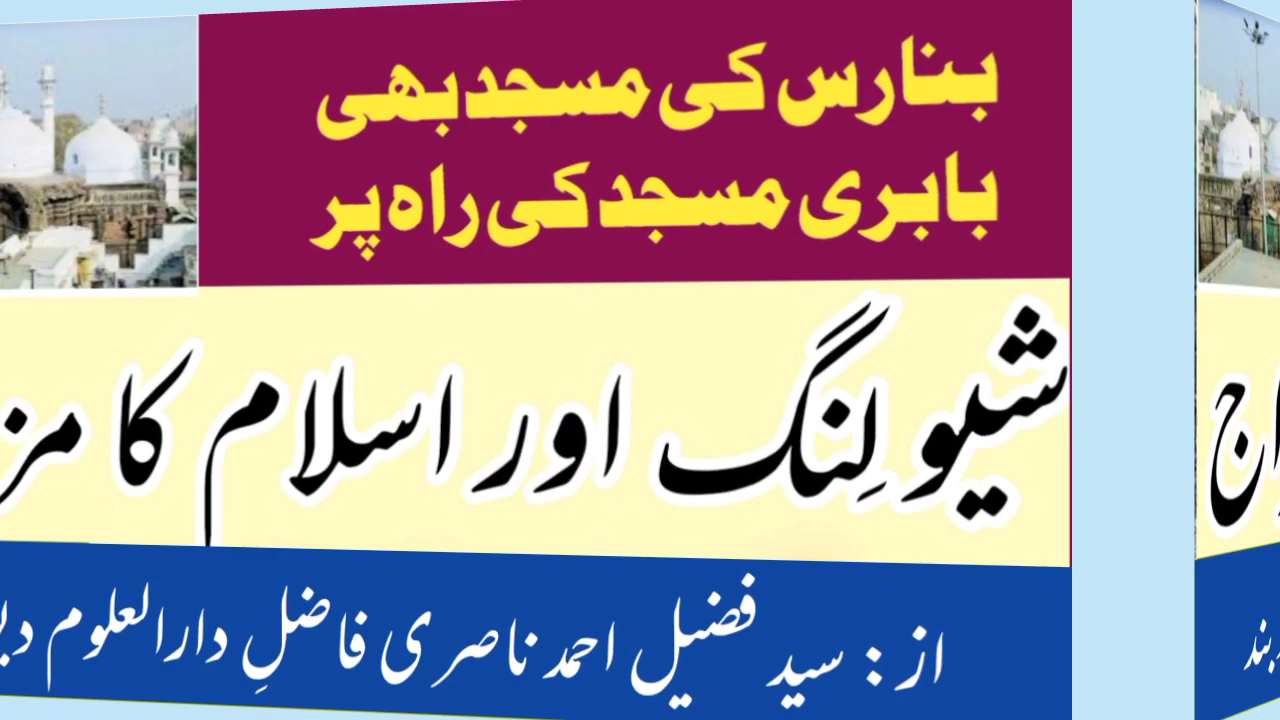 بنارس کی مسجد بھی
بابری مسجد کی راہ پر
شیو لِنگ اور اسلام کا
از: سید فضیل احمد ناصری فاضلِ دارالعلوم